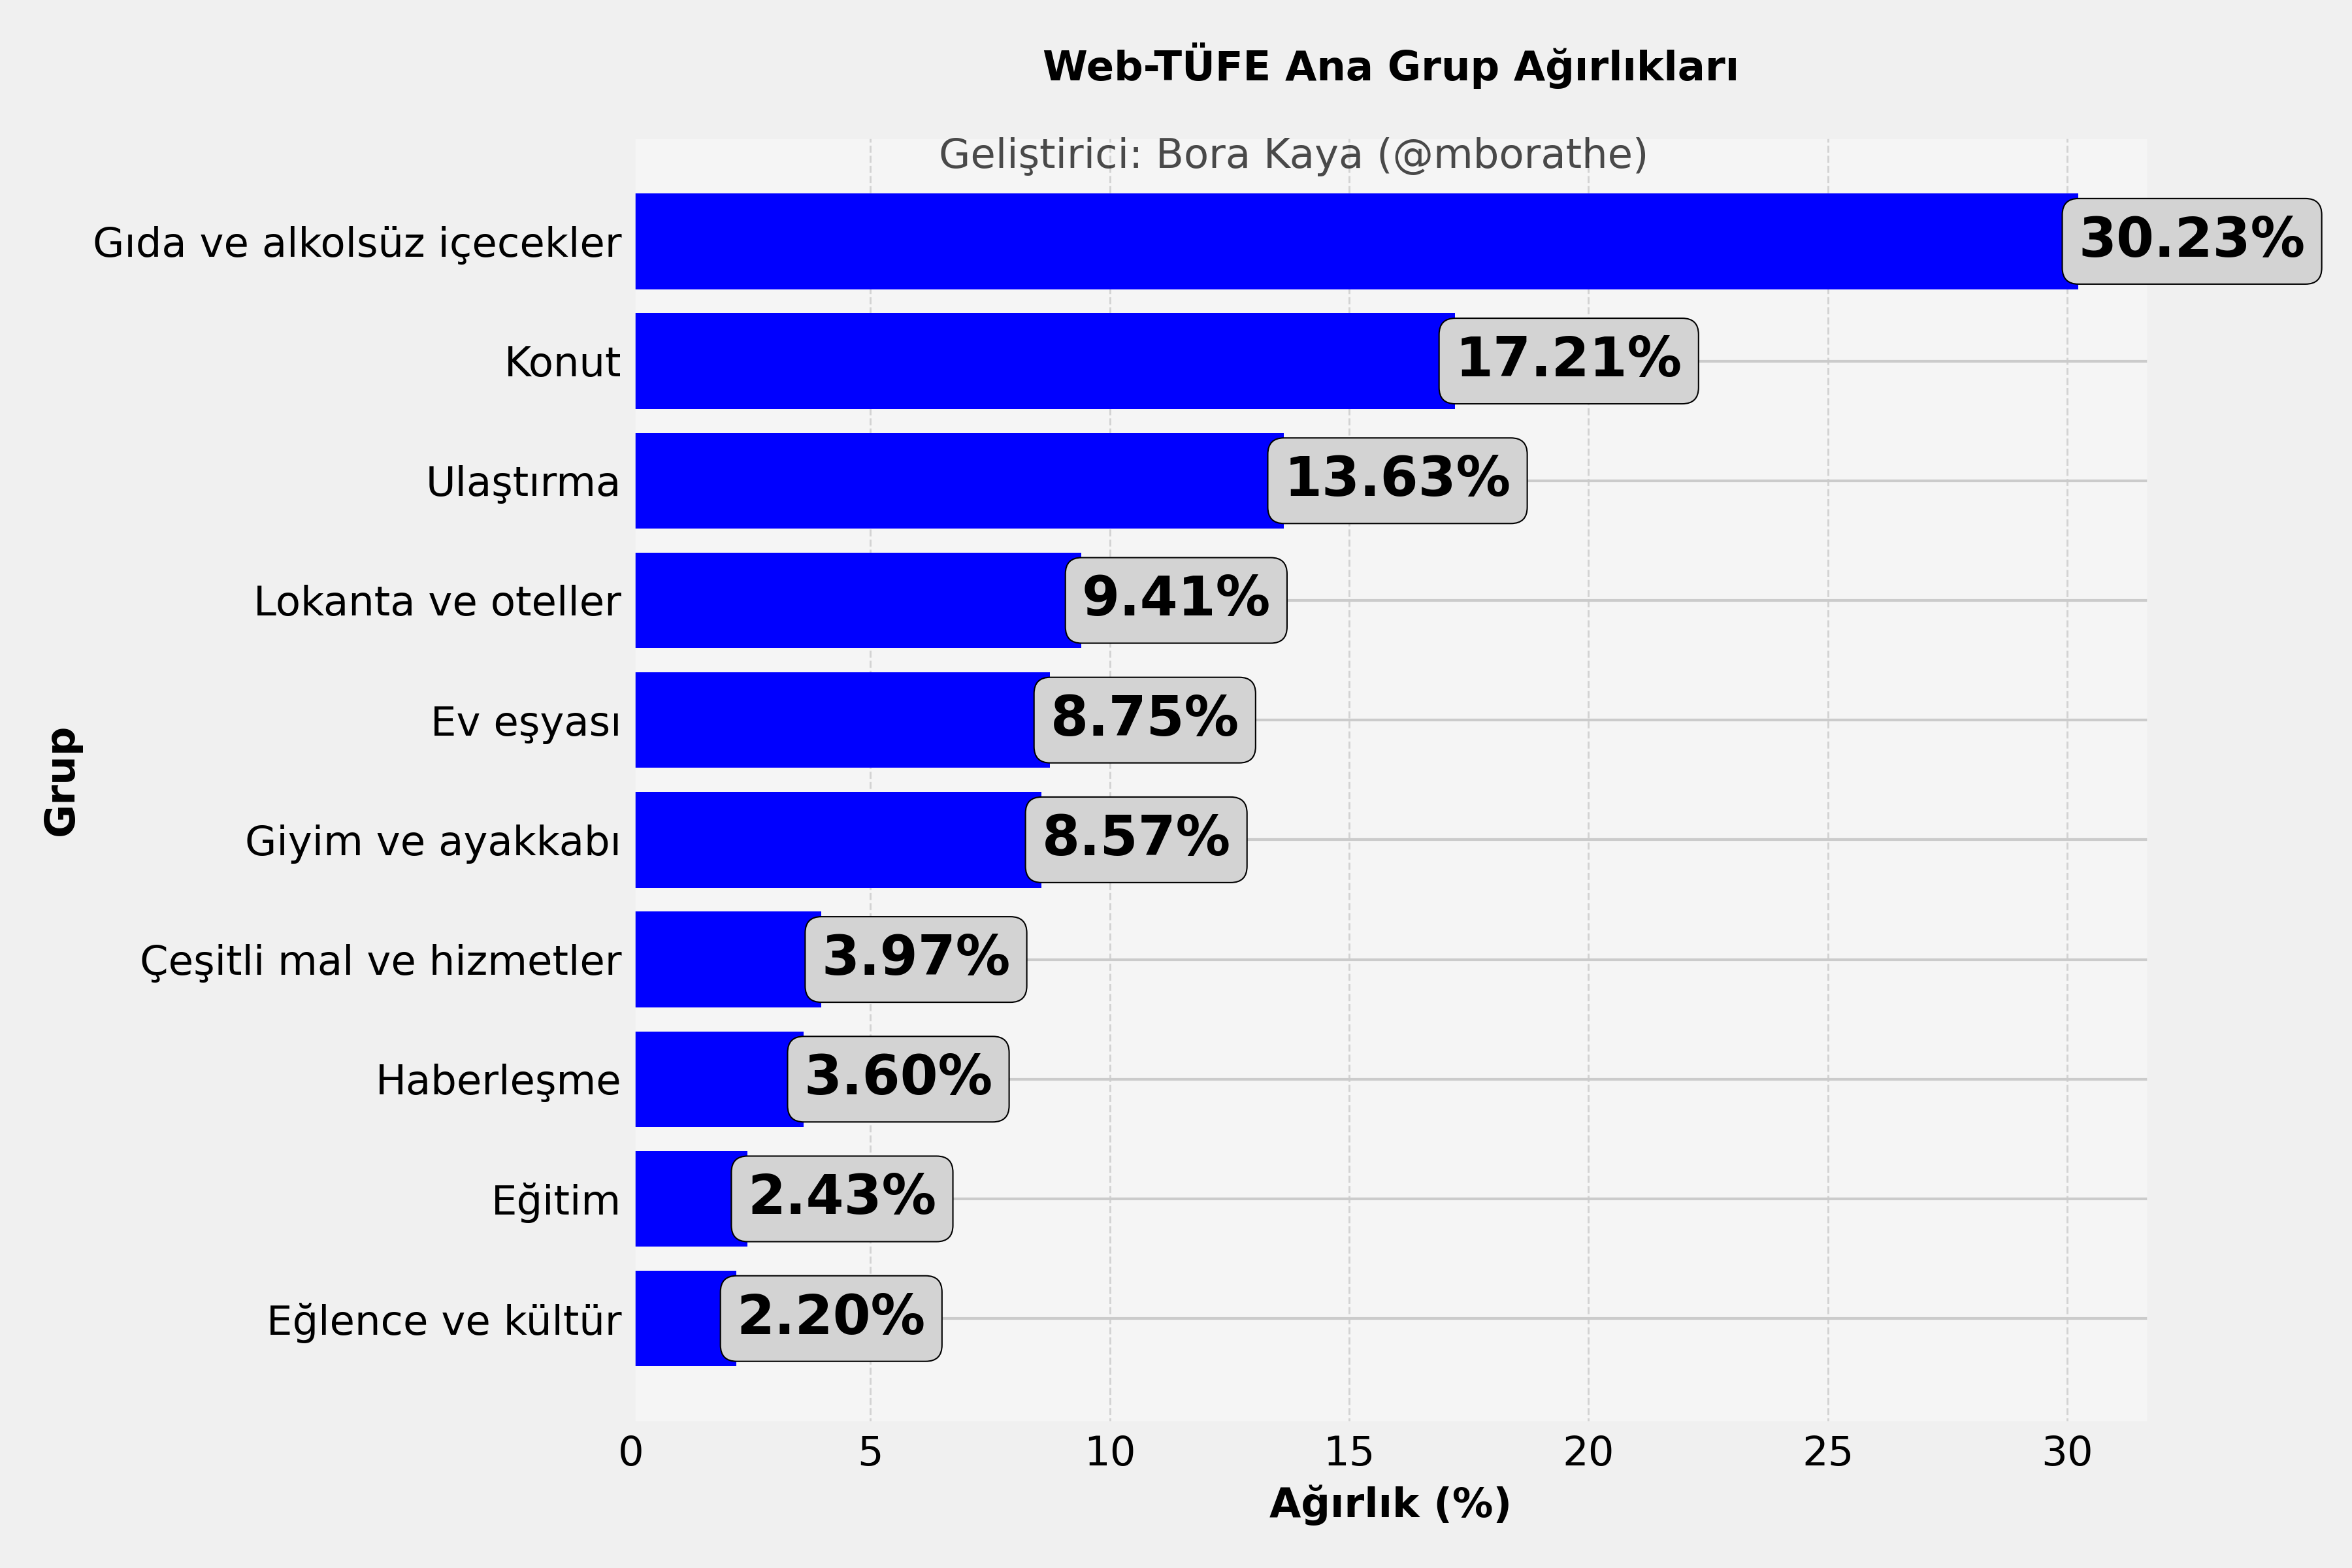 Web-TÜFE Ana Grup Ağırlıkları
Geliştirici: Bora Kaya (@mborathe)
Gıda ve alkolsüz içecekler 30.23%
Konut 17.21%
Ulaştırma 13.63%
Lokanta ve oteller 9.41%
Ev eşyası 8.75%
Giyim ve ayakkabı 8.57%
Çeşitli mal ve hizmetler 3.97%
Haberleşme 3.60%
Eğitim 2.43%
Eğlence ve kültür 2.20%
Grup
0 5 10 15 20 25 30
Ağırlık (%)